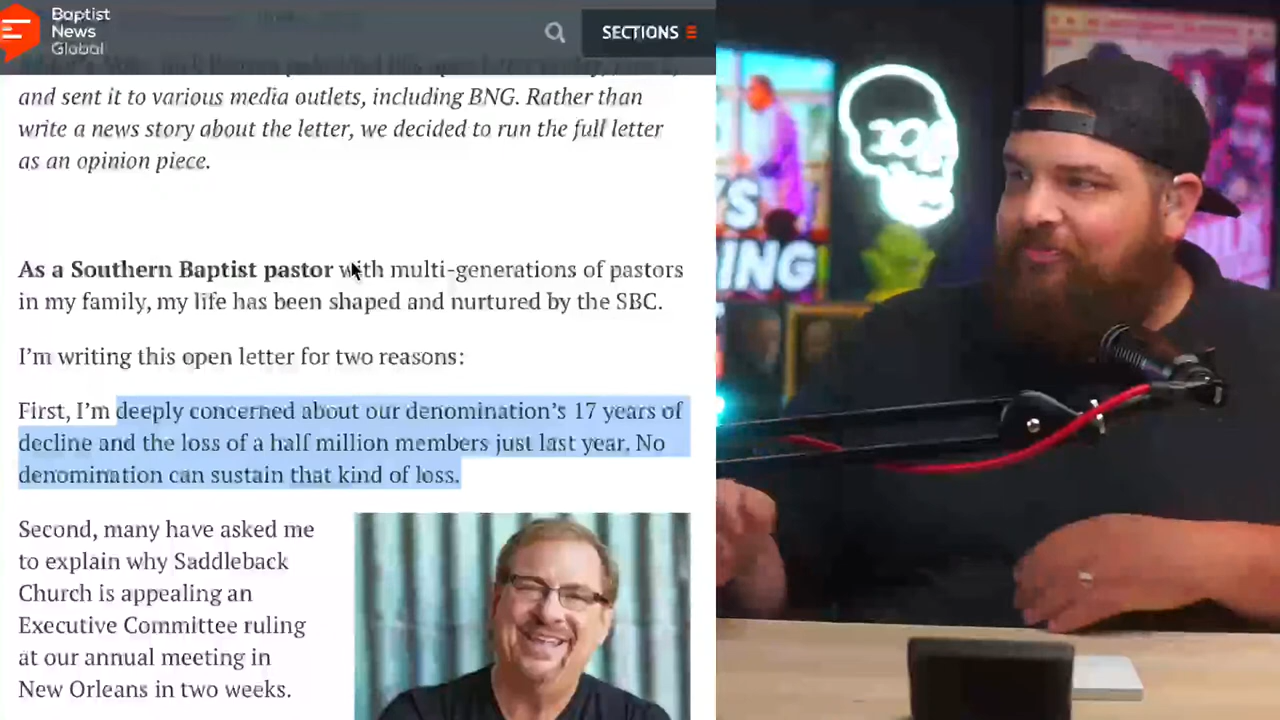 Baptist
News
Global
SECTIONS
and sent it to various media outlets, including BNG. Rather than
write a news story about the letter, we decided to run the full letter
as an opinion piece.
As a Southern Baptist pastor with multi-generations of pastors
in my family, my life has been shaped and nurtured by the SBC.
I'm writing this open letter for two reasons:
First, I'm deeply concerned about our denomination's 17 years of
decline and the loss of a half million members just last year. No
denomination can sustain that kind of loss.
Second, many have asked me
to explain why Saddleback
Church is appealing an
Executive Committee ruling
at our annual meeting in
New Orleans in two weeks.